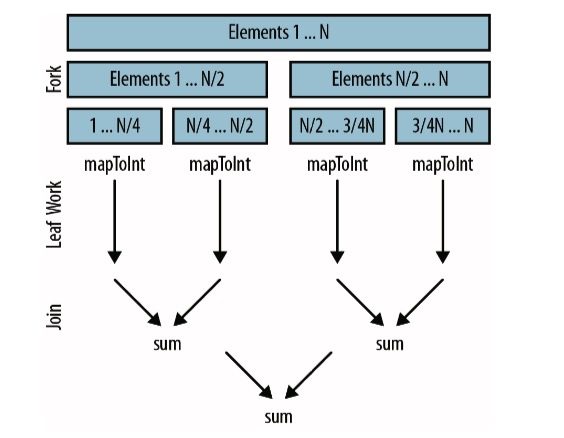 Elements 1 ... N
Fork
Elements 1 ... N/2
Elements N/2 ... N
1 ... N/4
N/4 ... N/2
N/2 ... 3/4N
3/4N ... N
mapToInt
mapToInt
mapToInt
mapToInt
Leaf Work
Join
sum
sum
sum